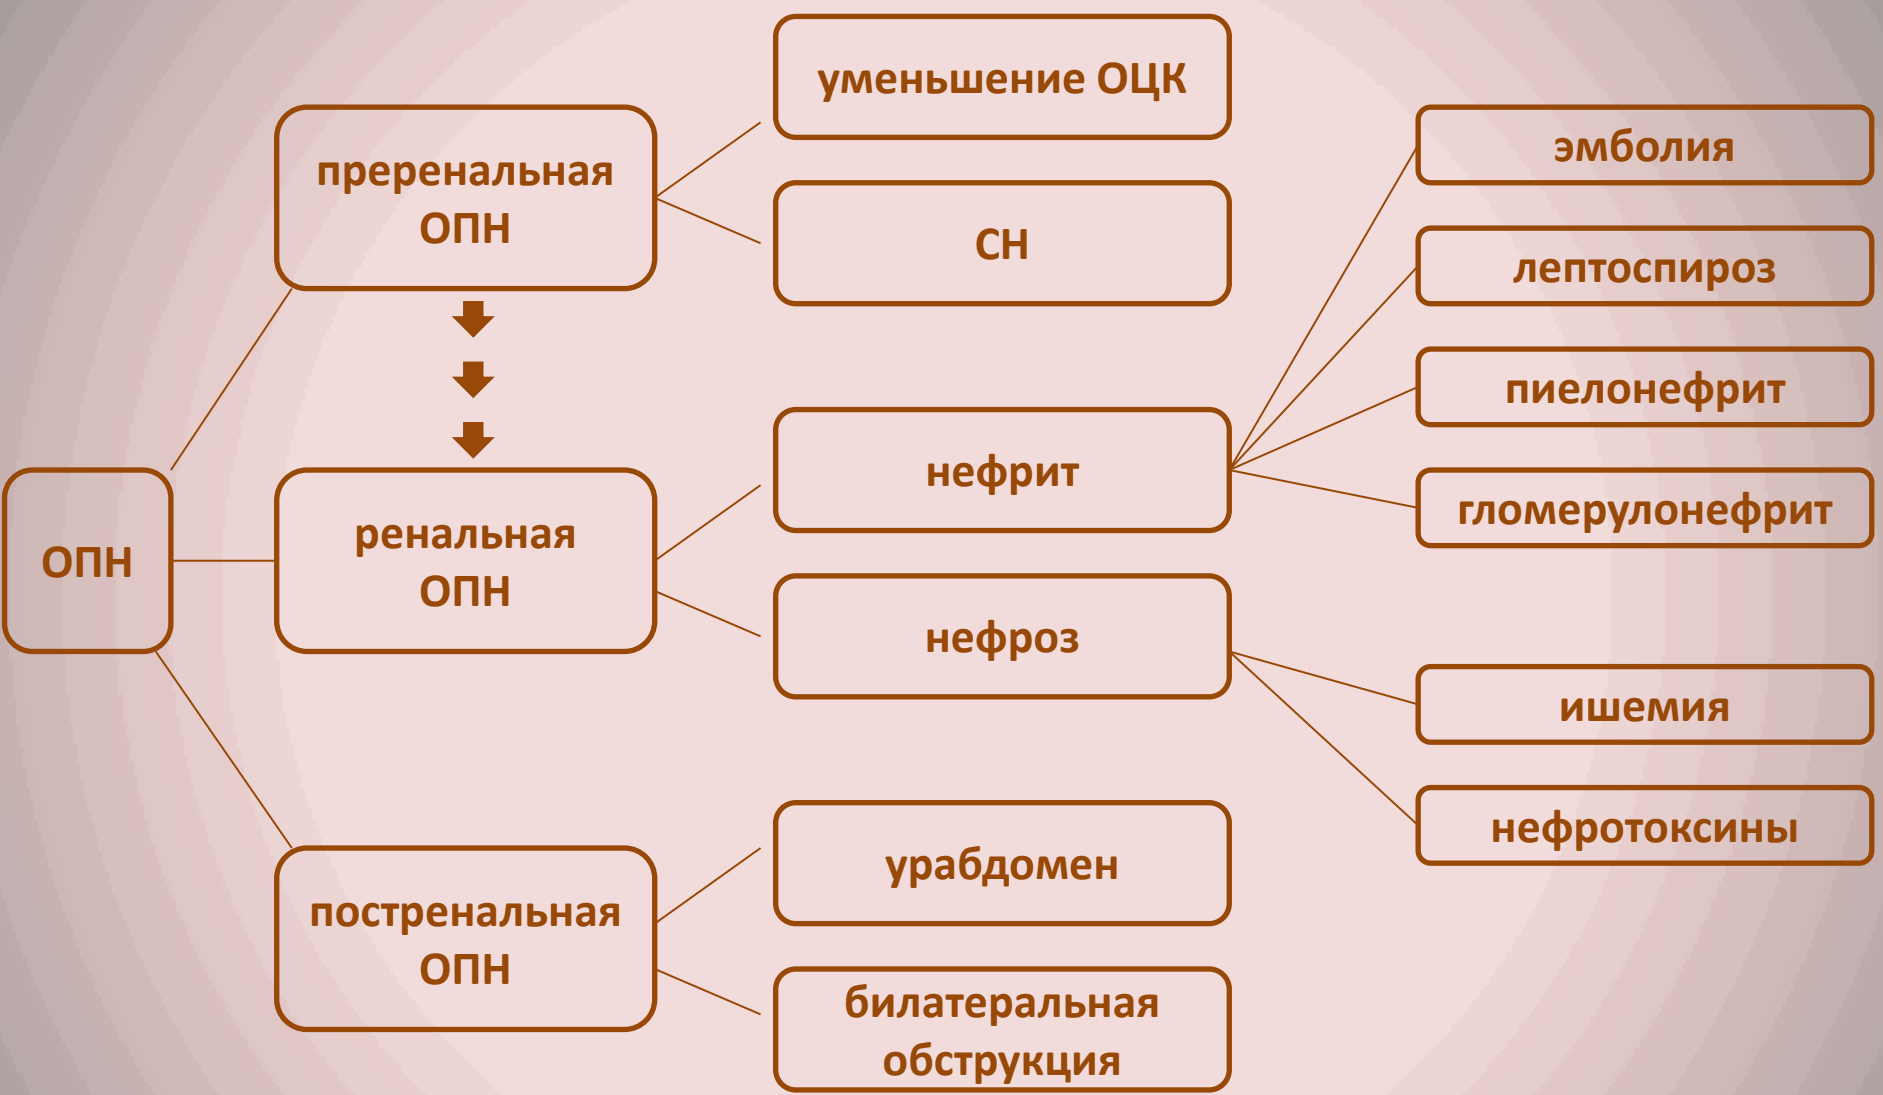 ОПН
преренальная
ОПН
уменьшение ОЦК
СН
ренальная
ОПН
нефрит
эмболия
лептоспироз
пиелонефрит
гломерулонефрит
нефроз
ишемия
нефротоксины
постренальная
ОПН
урабдомен
билатеральная
обструкция